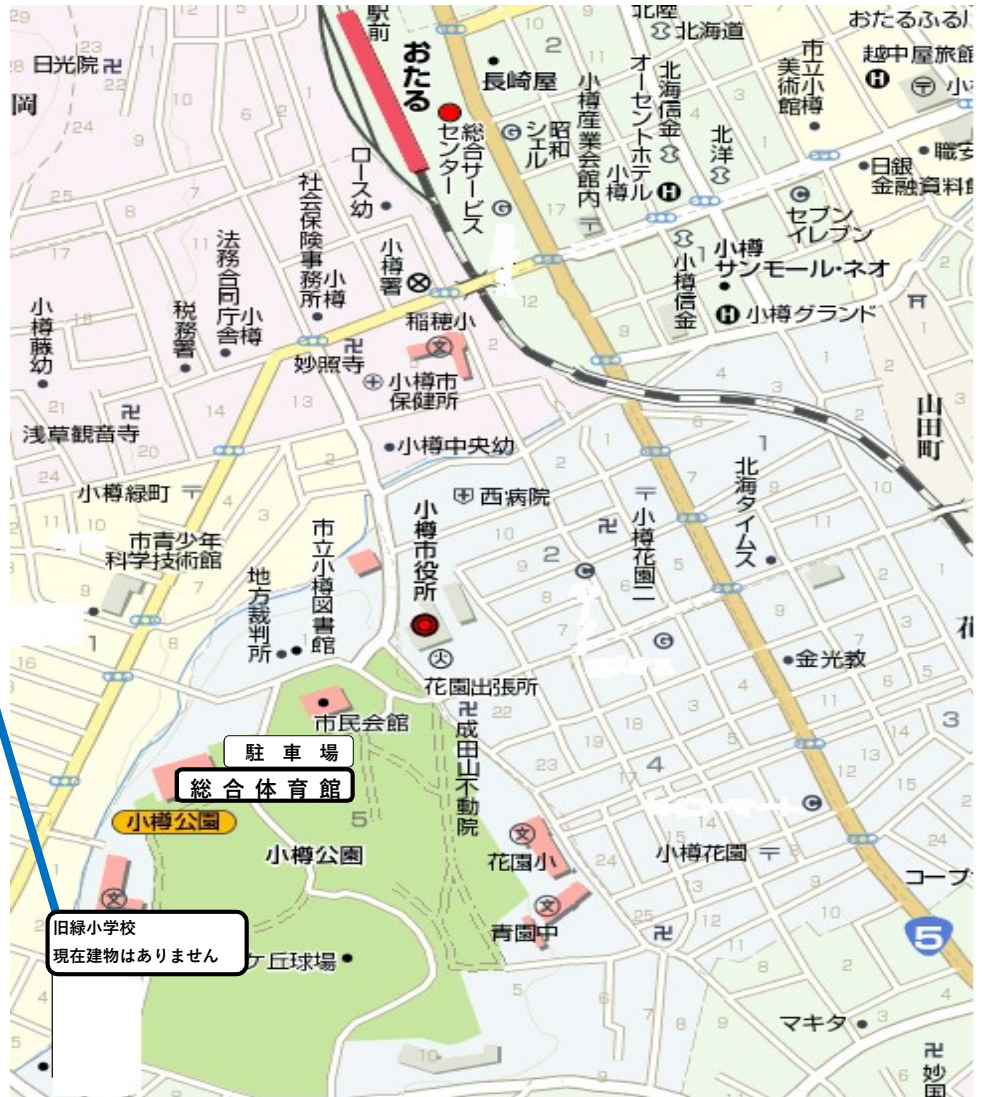 駅前
北陸
北海道
おたるふる
日光院
岡
おたる
長崎屋
2
市立小樽美術館
越中屋旅館
小
総合サービスセンター
昭和シェル
小樽産業会館内
オーセントホテル小樽
北海信金
北洋
日銀
金融資料館
職安
セブン
イレブン
ロース幼
社会保険事務所
小樽
法務合同庁舎
小樽
税務署
小樽藤幼
小樽署
稲穂小
小樽信金
小樽
サンモール・ネオ
小樽グランド
妙照寺
小樽市
保健所
浅草観音寺
小樽中央幼
山田町
小樽緑町
西病院
小樽花園二
北海タイムス
市青少年
科学技術館
市立小樽図書館
小樽市役所
地方裁判所
花園出張所
金光教
市民会館
成田山不動院
駐車場
総合体育館
小樽公園
小樽公園
5
4
3
花園小
小樽花園
コープ
青園中
5
旧緑小学校
現在建物はありません
ケ丘球場
マキタ
妙国